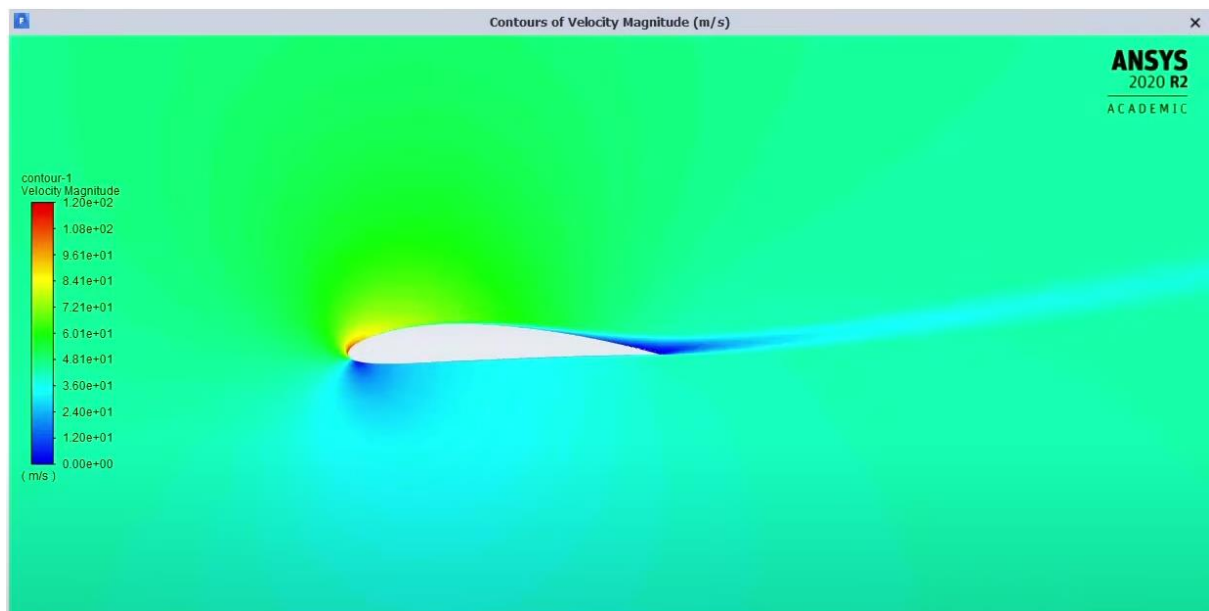 Contours of Velocity Magnitude (m/s)
ANSYS
2020 R2
ACADEMIC
contour-1
Velocity Magnitude
1.20e+02
1.08e+02
9.61e+01
8.41e+01
7.21e+01
6.01e+01
4.81e+01
3.60e+01
2.40e+01
1.20e+01
0.00e+00
( m/s )